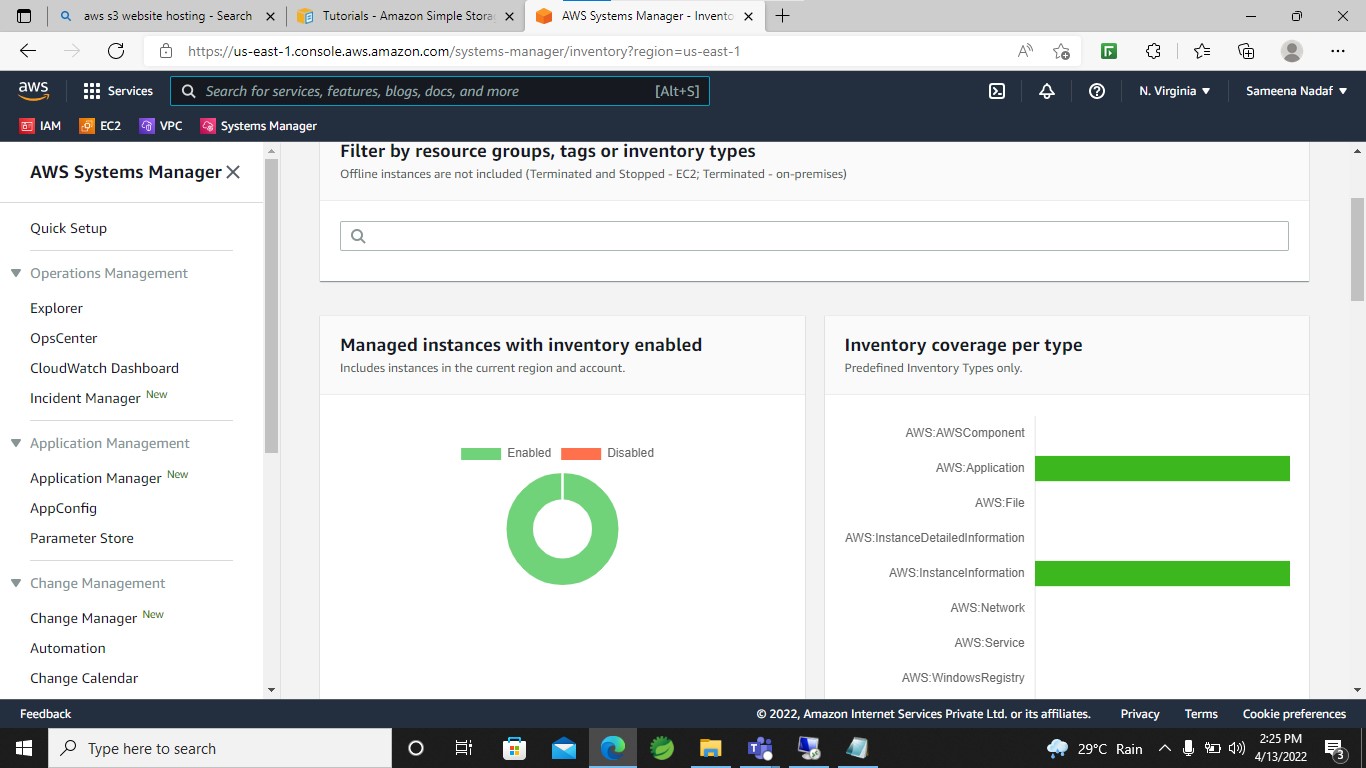 aws s3 website hosting - Search
Tutorials - Amazon Simple Stora
AWS Systems Manager - Invento
https://us-east-1.console.aws.amazon.com/systems-manager/inventory?region=us-east-1
aws
Services
Search for services, features, blogs, docs, and more
[Alt+S]
N. Virginia
Sameena Nadaf
IAM
EC2
VPC
Systems Manager
AWS Systems Manager
Quick Setup
Operations Management
Explorer
OpsCenter
CloudWatch Dashboard
Incident Manager New
Application Management
Application Manager New
AppConfig
Parameter Store
Change Management
Change Manager New
Automation
Change Calendar
Filter by resource groups, tags or inventory types
Offline instances are not included (Terminated and Stopped - EC2; Terminated - on-premises)
Managed instances with inventory enabled
Includes instances in the current region and account.
Enabled
Disabled
Inventory coverage per type
Predefined Inventory Types only.
AWS:AWSComponent
AWS:Application
AWS:File
AWS:InstanceDetailedInformation
AWS:InstanceInformation
AWS:Network
AWS:Service
AWS:WindowsRegistry
Feedback
© 2022, Amazon Internet Services Private Ltd. or its affiliates.
Privacy
Terms
Cookie preferences
Type here to search
29°C Rain
2:25 PM
4/13/2022
3